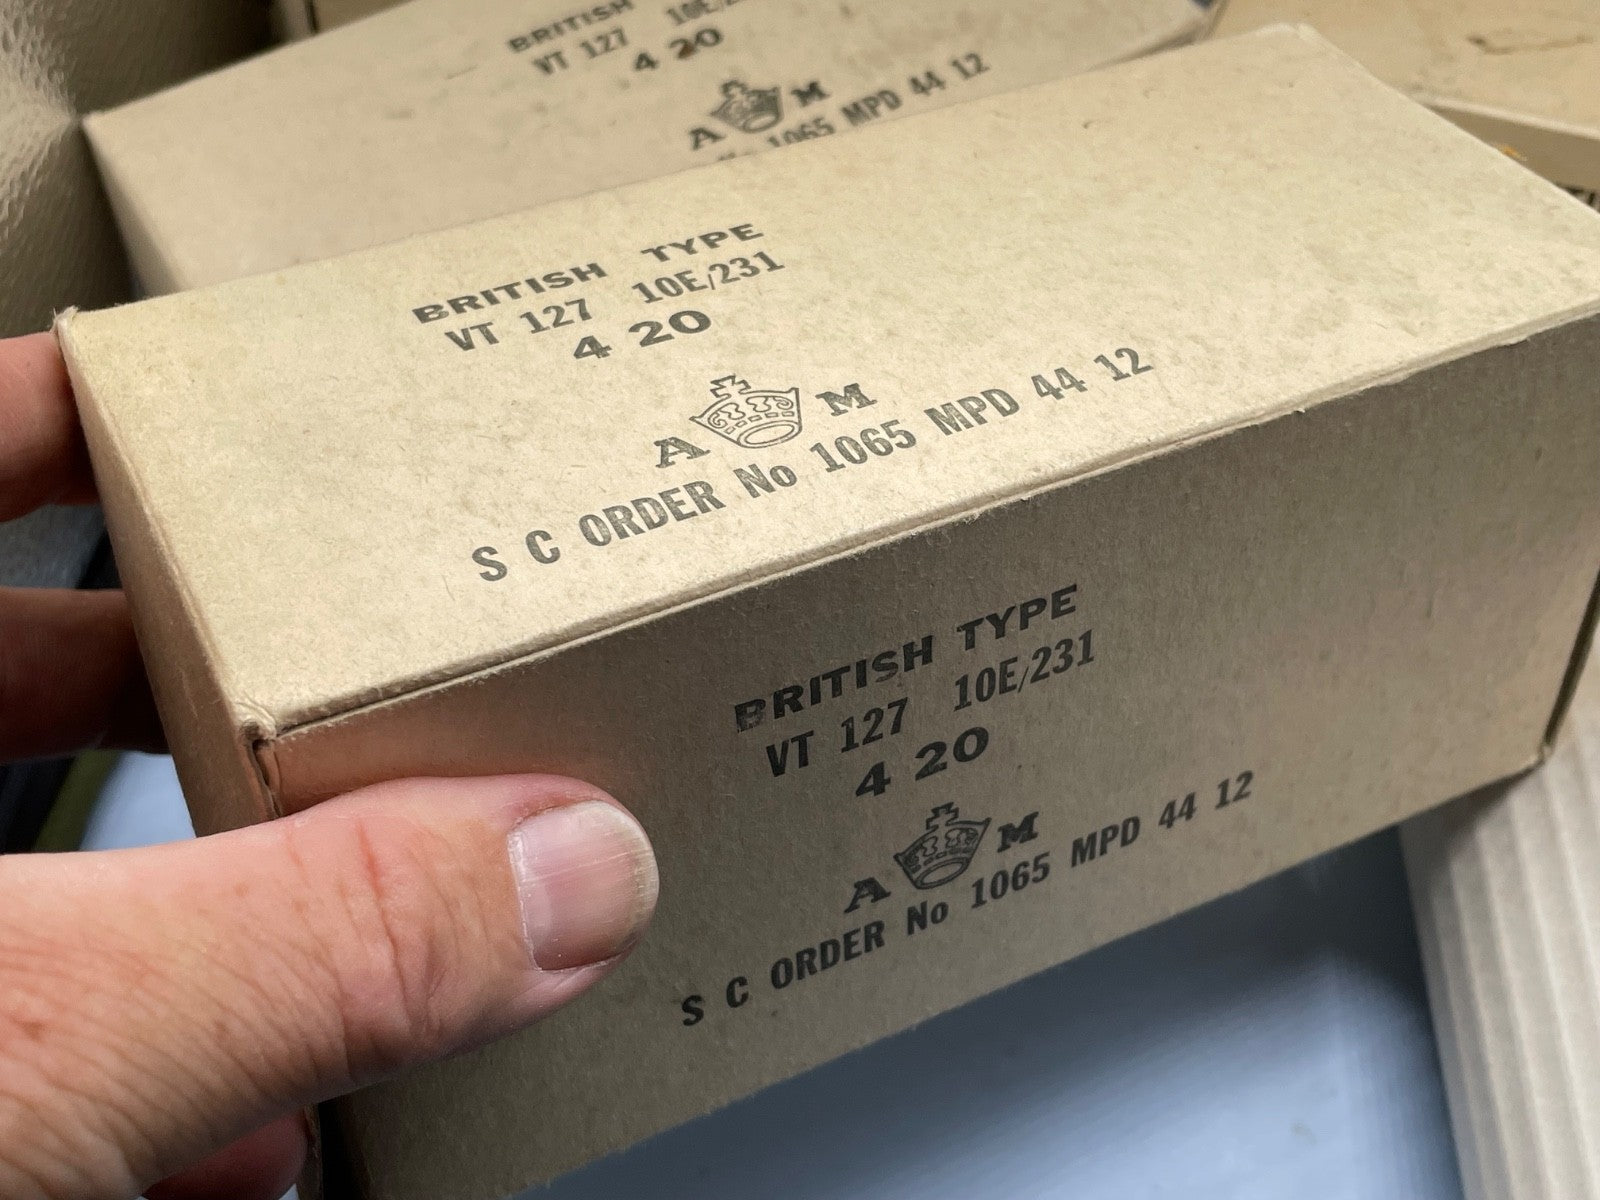 BRITISH 10E/2
VT 127
4 20
A M
1065 MPD 44 12
BRITISH TYPE
VT 127 10E/231
4 20
A M
S C ORDER No 1065 MPD 44 12
BRITISH TYPE
VT 127 10E/231
4 20
A M
S C ORDER No 1065 MPD 44 12